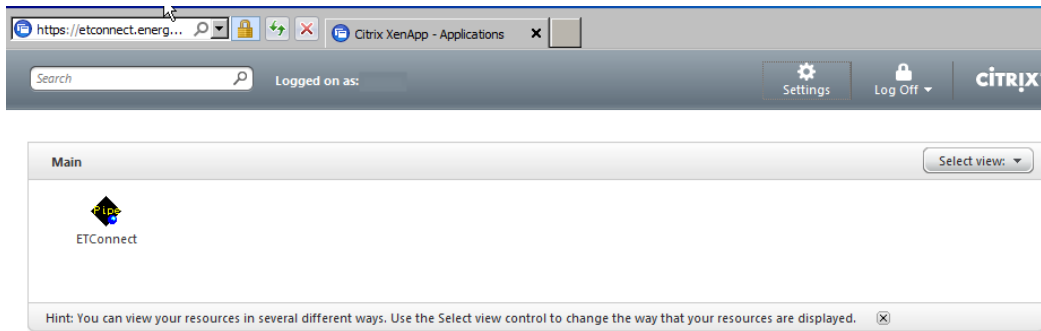 https://etconnect.energ... Citrix XenApp - Applications
Search Logged on as: Settings Log Off CITRIX
Main Select view:
Pipe
ETConnect
Hint: You can view your resources in several different ways. Use the Select view control to change the way that your resources are displayed.